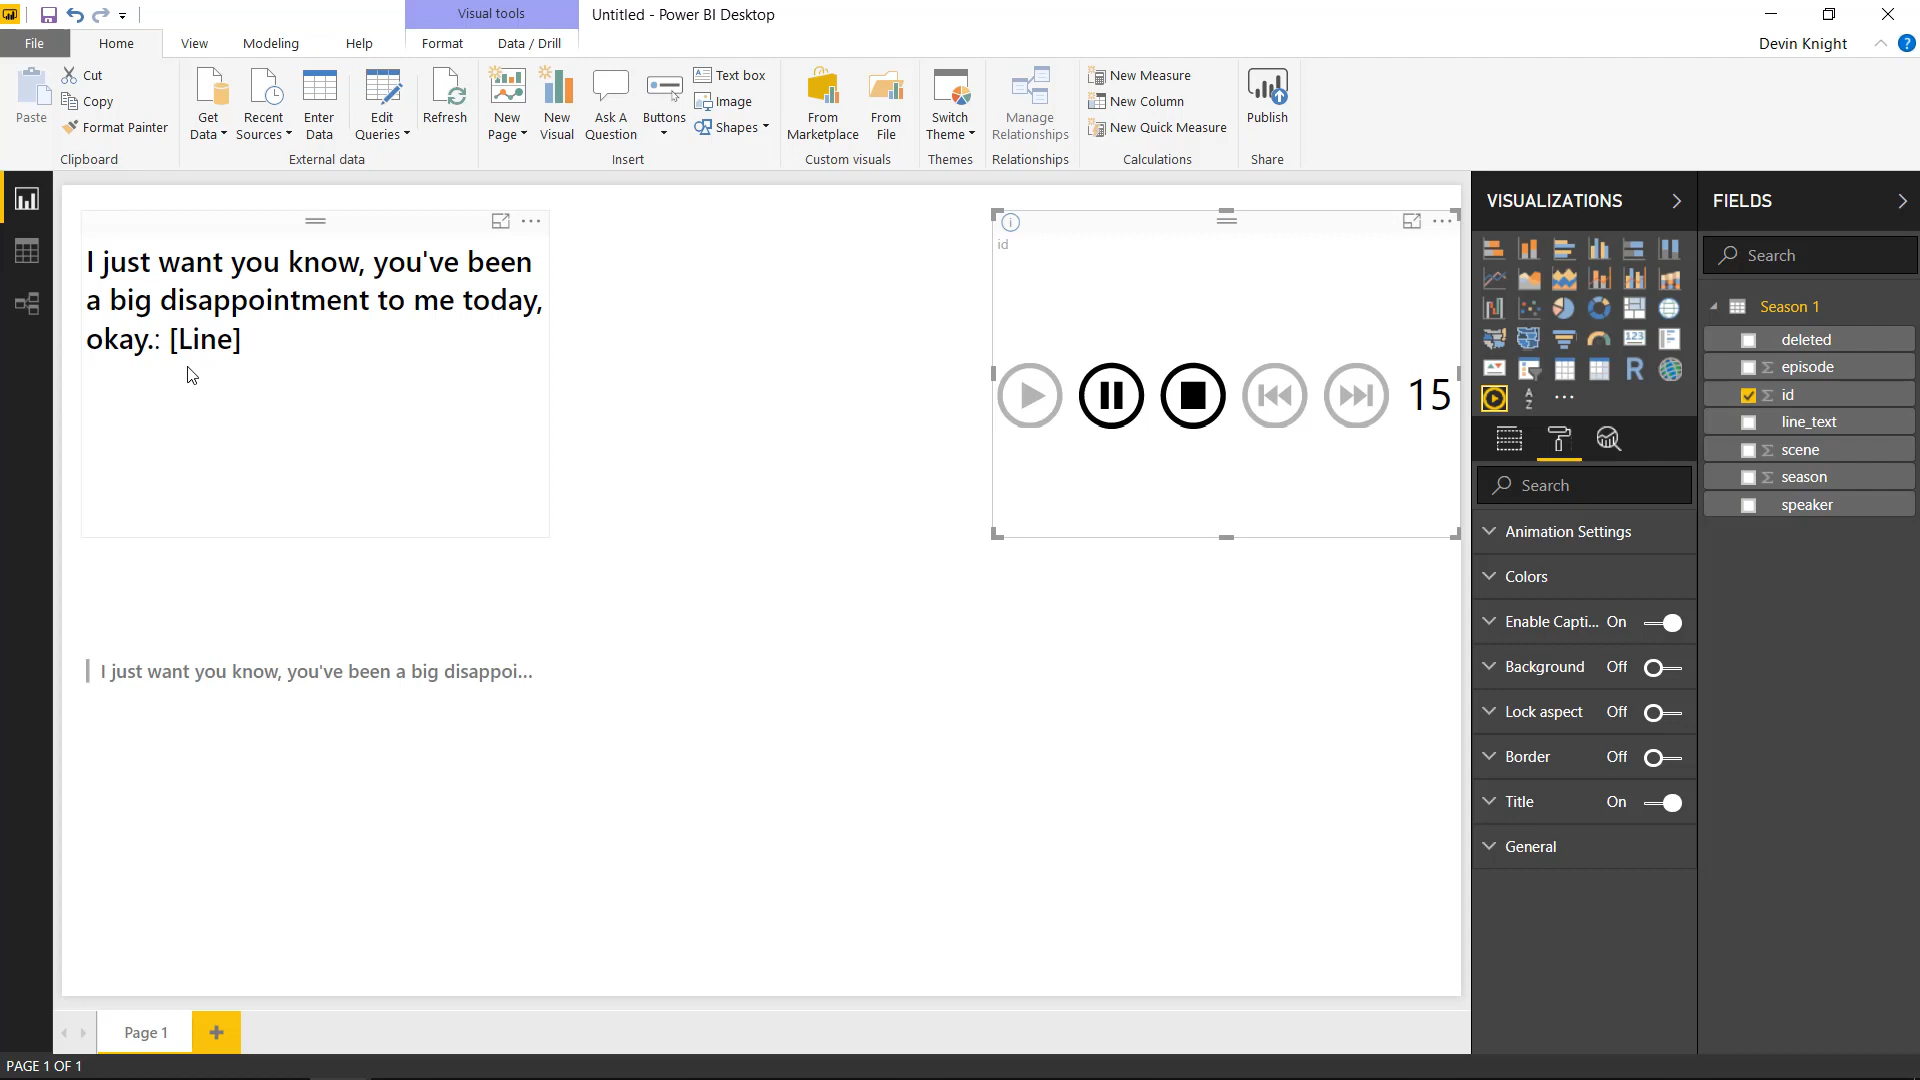 Visual tools
Untitled - Power BI Desktop
File
Home
View
Modeling
Help
Format
Data / Drill
Devin Knight
?
Paste
Cut
Copy
Format Painter
Clipboard
Get
Data
Recent
Sources
Enter
Data
Edit
Queries
Refresh
External data
New
Page
New
Visual
Ask A
Question
Buttons
Text box
Image
Shapes
Insert
From
Marketplace
From
File
Custom visuals
Switch
Theme
Themes
Manage
Relationships
Relationships
New Measure
New Column
New Quick Measure
Calculations
Publish
Share
I just want you know, you've been
a big disappointment to me today,
okay.: [Line]
I just want you know, you've been a big disappoi...
i
id
15
VISUALIZATIONS
123
R
A
Z
Search
Animation Settings
Colors
Enable Capti... On
Background Off
Lock aspect Off
Border Off
Title On
General
FIELDS
Search
Season 1
deleted
Σ episode
Σ id
line_text
Σ scene
Σ season
speaker
Page 1
PAGE 1 OF 1